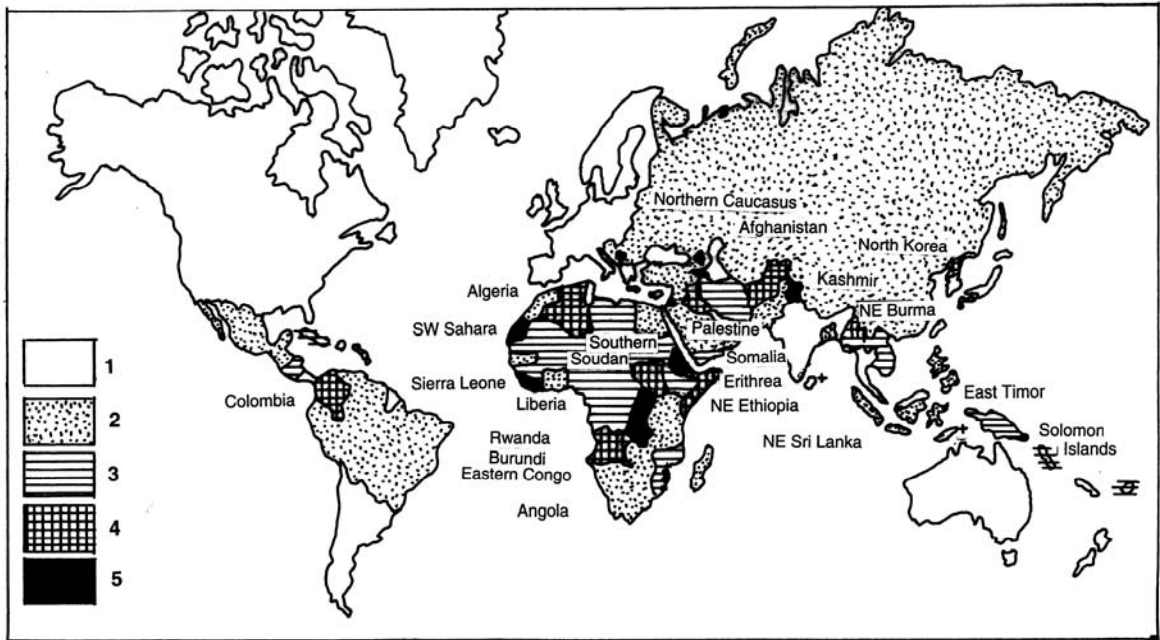 Northern Caucasus
Afghanistan
North Korea
Kashmir
Algeria
NE Burma
SW Sahara
Palestine
Southern
Soudan
Somalia
Sierra Leone
Erithrea
Colombia
Liberia
NE Ethiopia
East Timor
Rwanda
NE Sri Lanka
Solomon
Islands
Burundi
Eastern Congo
Angola
1
2
3
4
5